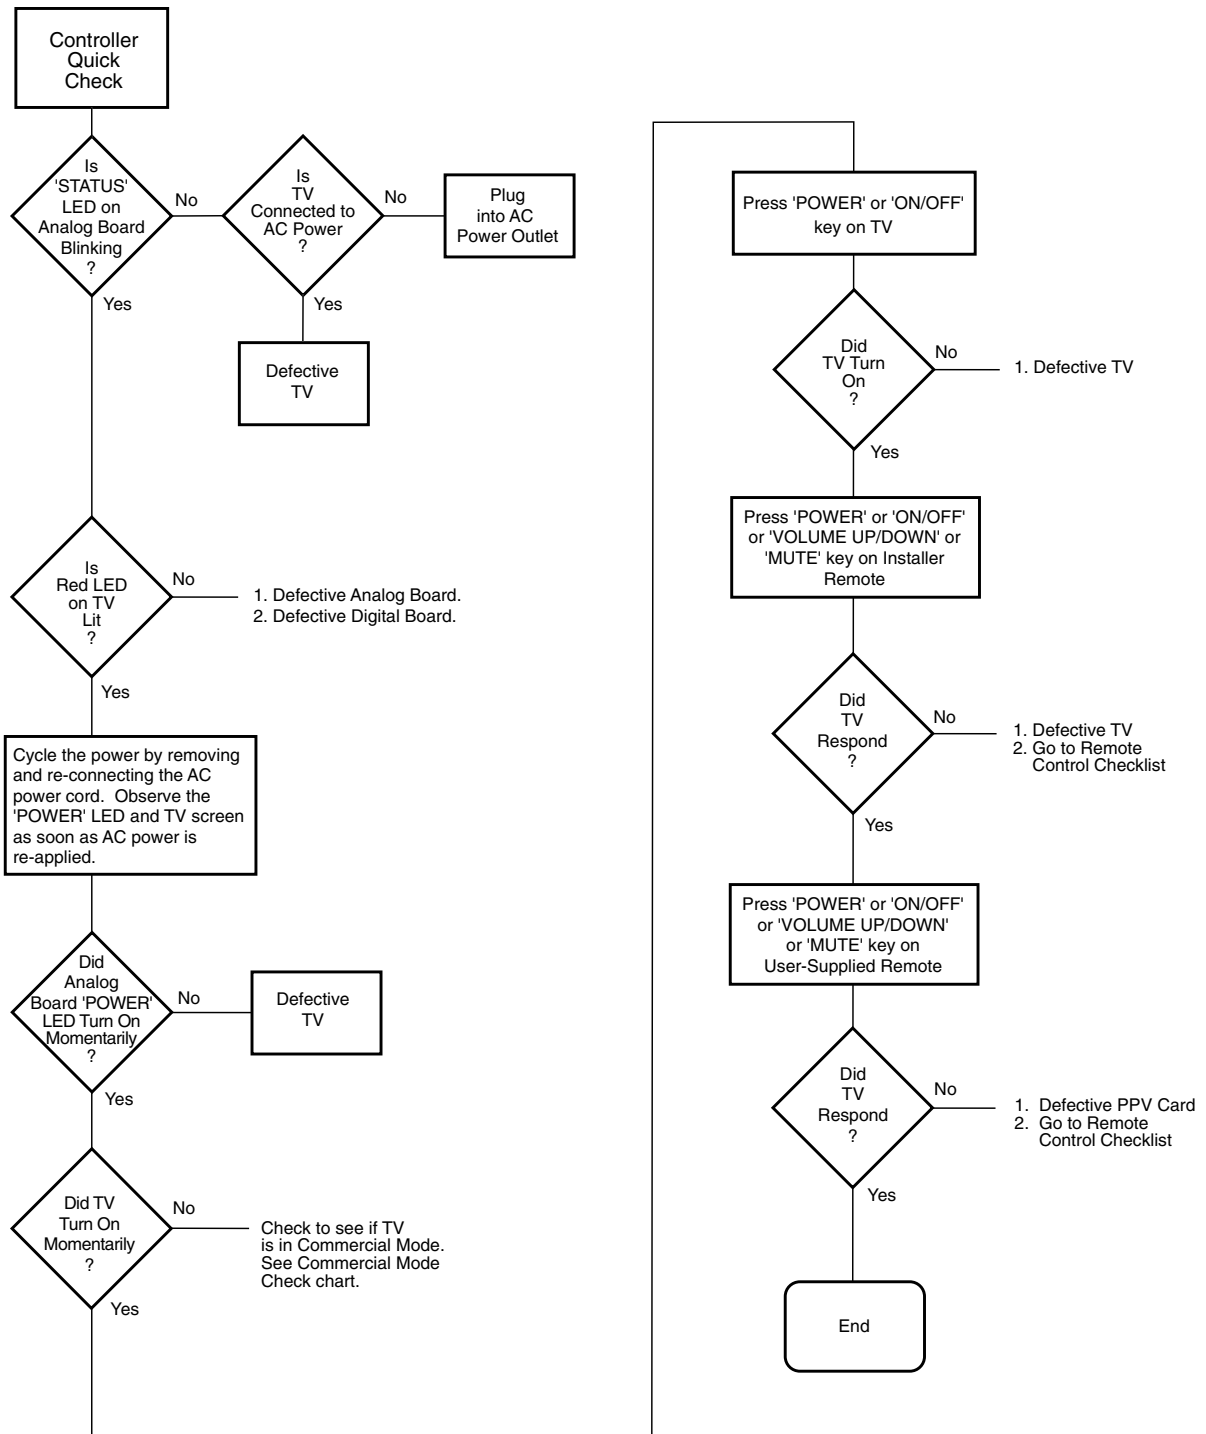 Controller
Quick
Check
Is
'STATUS'
LED on
Analog Board
Blinking
?
No
Yes
Is
TV
Connected to
AC Power
?
No
Yes
Plug
into AC
Power Outlet
Defective
TV
Is
Red LED
on TV
Lit
?
No
Yes
1. Defective Analog Board.
2. Defective Digital Board.
Cycle the power by removing
and re-connecting the AC
power cord. Observe the
'POWER' LED and TV screen
as soon as AC power is
re-applied.
Did
Analog
Board 'POWER'
LED Turn On
Momentarily
?
No
Yes
Defective
TV
Did TV
Turn On
Momentarily
?
No
Yes
Check to see if TV
is in Commercial Mode.
See Commercial Mode
Check chart.
Press 'POWER' or 'ON/OFF'
key on TV
Did
TV Turn
On
?
No
Yes
1. Defective TV
Press 'POWER' or 'ON/OFF'
or 'VOLUME UP/DOWN' or
'MUTE' key on Installer
Remote
Did
TV
Respond
?
No
Yes
1. Defective TV
2. Go to Remote
Control Checklist
Press 'POWER' or 'ON/OFF'
or 'VOLUME UP/DOWN'
or 'MUTE' key on
User-Supplied Remote
Did
TV
Respond
?
No
Yes
1. Defective PPV Card
2. Go to Remote
Control Checklist
End